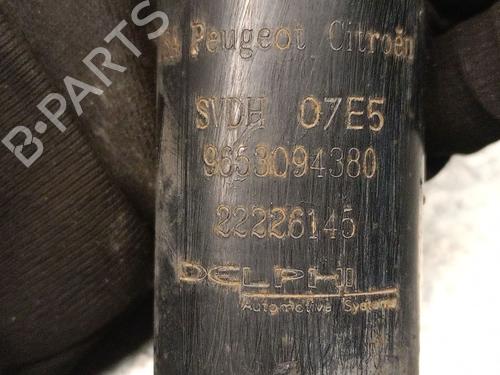 Peugeot Citroën
SVDH 07E5
9653094380
22226145
DELPHI
Automotive Systems
B-PARTS